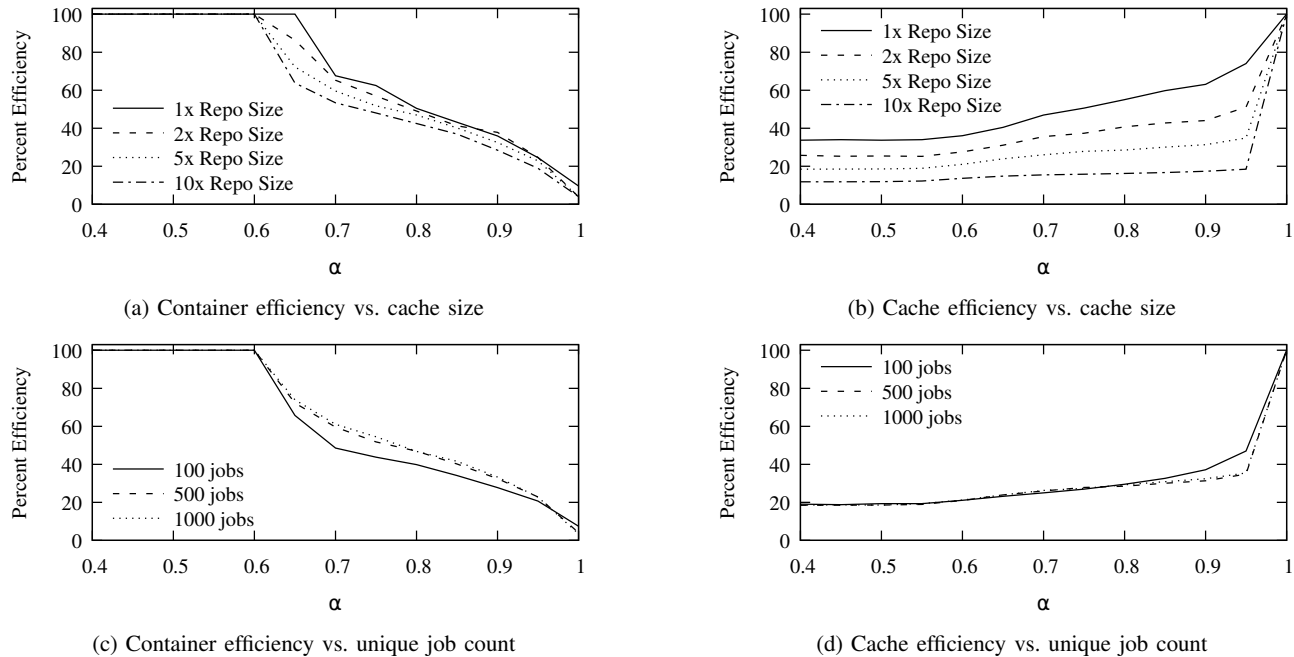 Percent Efficiency
100
80
60
40
20
0
1x Repo Size
2x Repo Size
5x Repo Size
10x Repo Size
0.4 0.5 0.6 0.7 0.8 0.9 1
α
(a) Container efficiency vs. cache size
Percent Efficiency
100
80
60
40
20
0
1x Repo Size
2x Repo Size
5x Repo Size
10x Repo Size
0.4 0.5 0.6 0.7 0.8 0.9 1
α
(b) Cache efficiency vs. cache size
Percent Efficiency
100
80
60
40
20
0
100 jobs
500 jobs
1000 jobs
0.4 0.5 0.6 0.7 0.8 0.9 1
α
(c) Container efficiency vs. unique job count
Percent Efficiency
100
80
60
40
20
0
100 jobs
500 jobs
1000 jobs
0.4 0.5 0.6 0.7 0.8 0.9 1
α
(d) Cache efficiency vs. unique job count